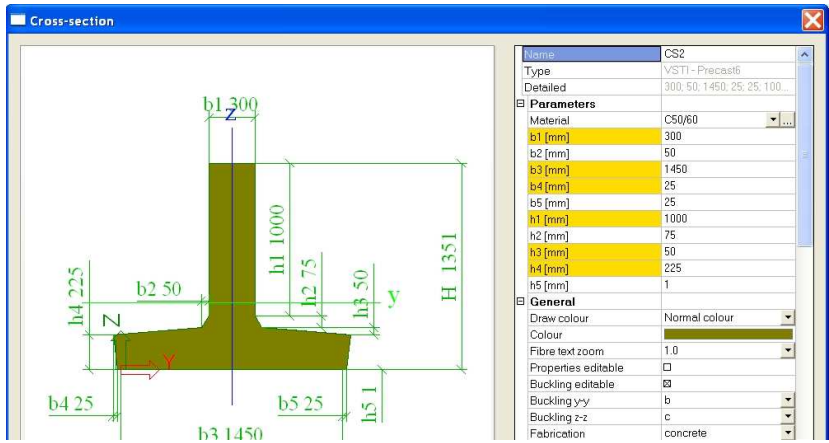 Cross-section
b1 300
z
h1 1000
H 1351
h2 75
h3 50
h4 225
b2 50
y
Z
Y
b4 25
b5 25
h5 1
b3 1450
Name CS2
Type VSTI - Precast6
Detailed 300; 50; 1450; 25; 25; 100...
Parameters
Material C50/60 ...
b1 [mm] 300
b2 [mm] 50
b3 [mm] 1450
b4 [mm] 25
b5 [mm] 25
h1 [mm] 1000
h2 [mm] 75
h3 [mm] 50
h4 [mm] 225
h5 [mm] 1
General
Draw colour Normal colour
Colour
Fibre text zoom 1.0
Properties editable
Buckling editable
Buckling y-y b
Buckling z-z c
Fabrication concrete